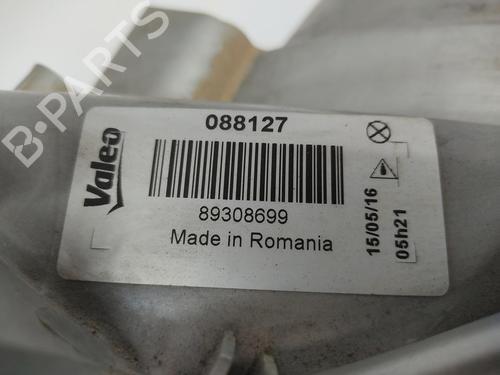 B-PARTS
Valeo
088127
89308699
Made in Romania
15/05/16
05h21